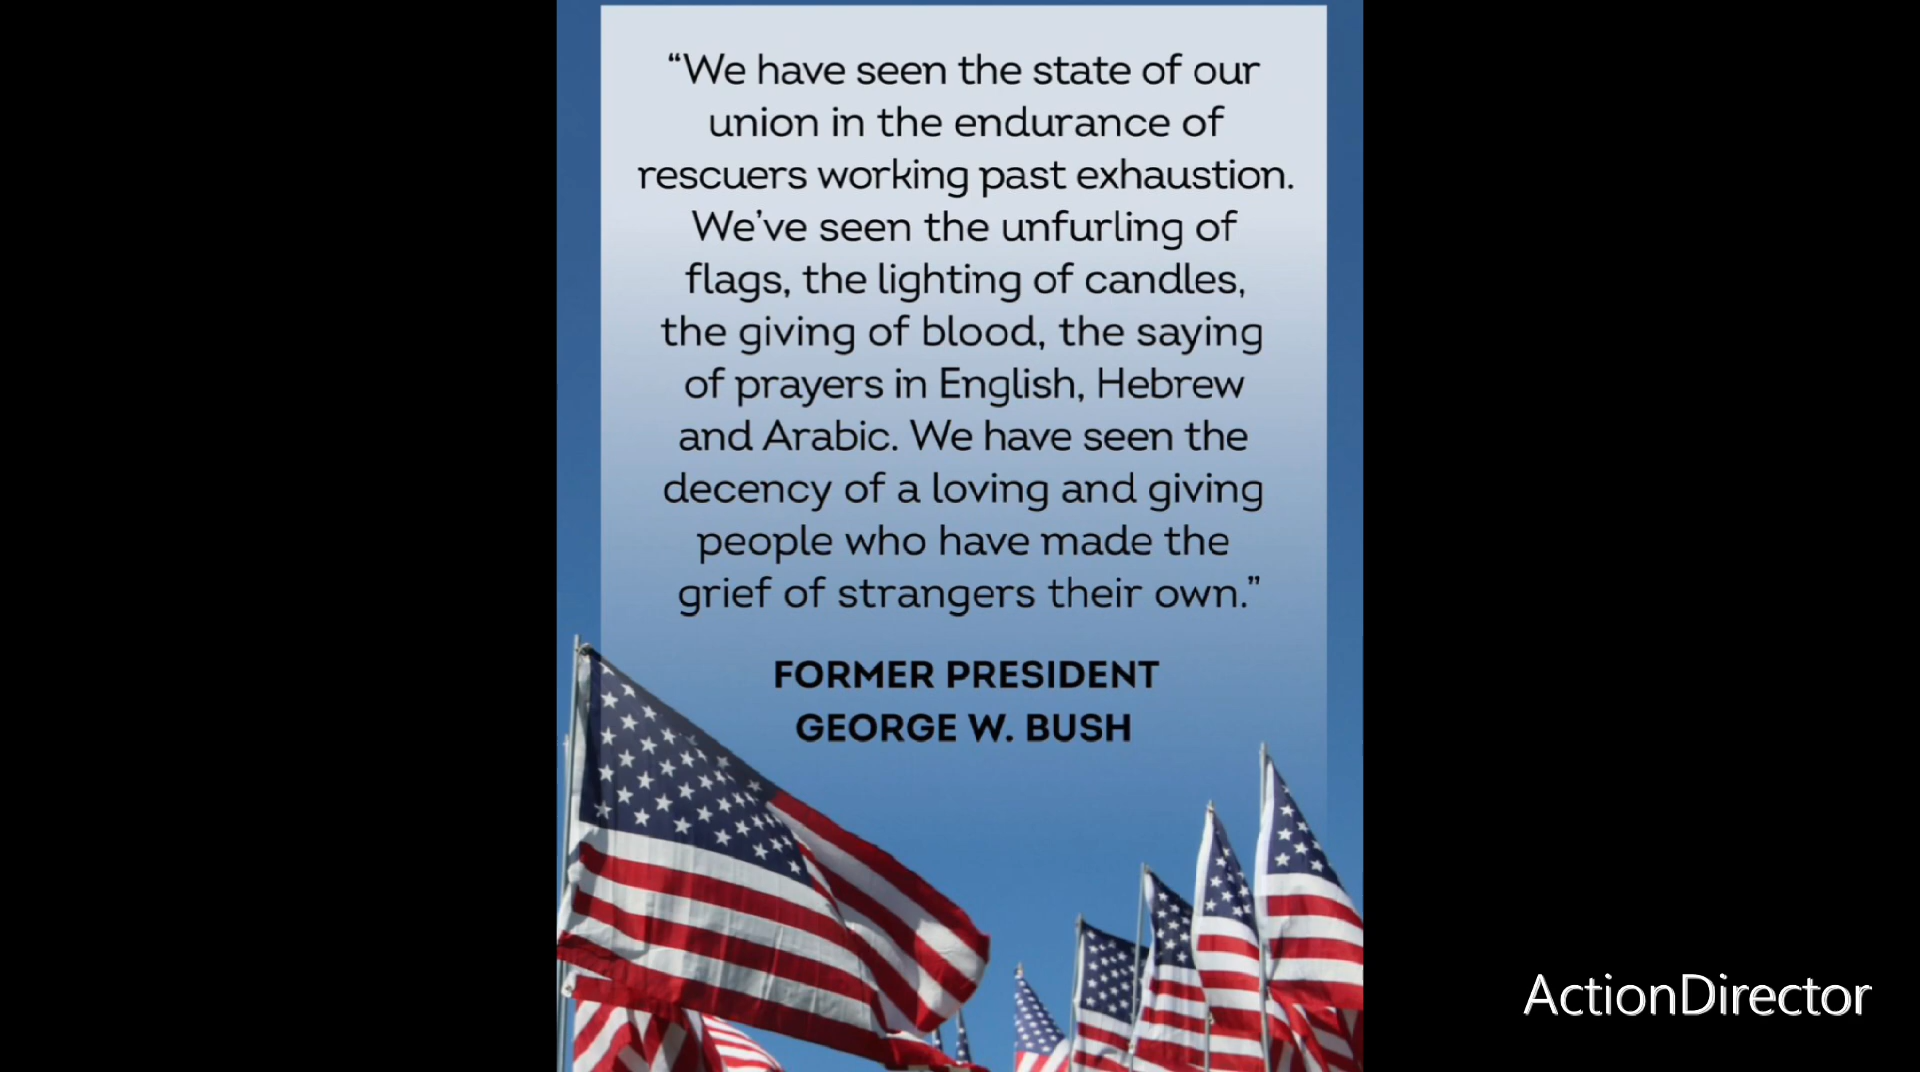 “We have seen the state of our
union in the endurance of
rescuers working past exhaustion.
We’ve seen the unfurling of
flags, the lighting of candles,
the giving of blood, the saying
of prayers in English, Hebrew
and Arabic. We have seen the
decency of a loving and giving
people who have made the
grief of strangers their own.”
FORMER PRESIDENT
GEORGE W. BUSH
ActionDirector